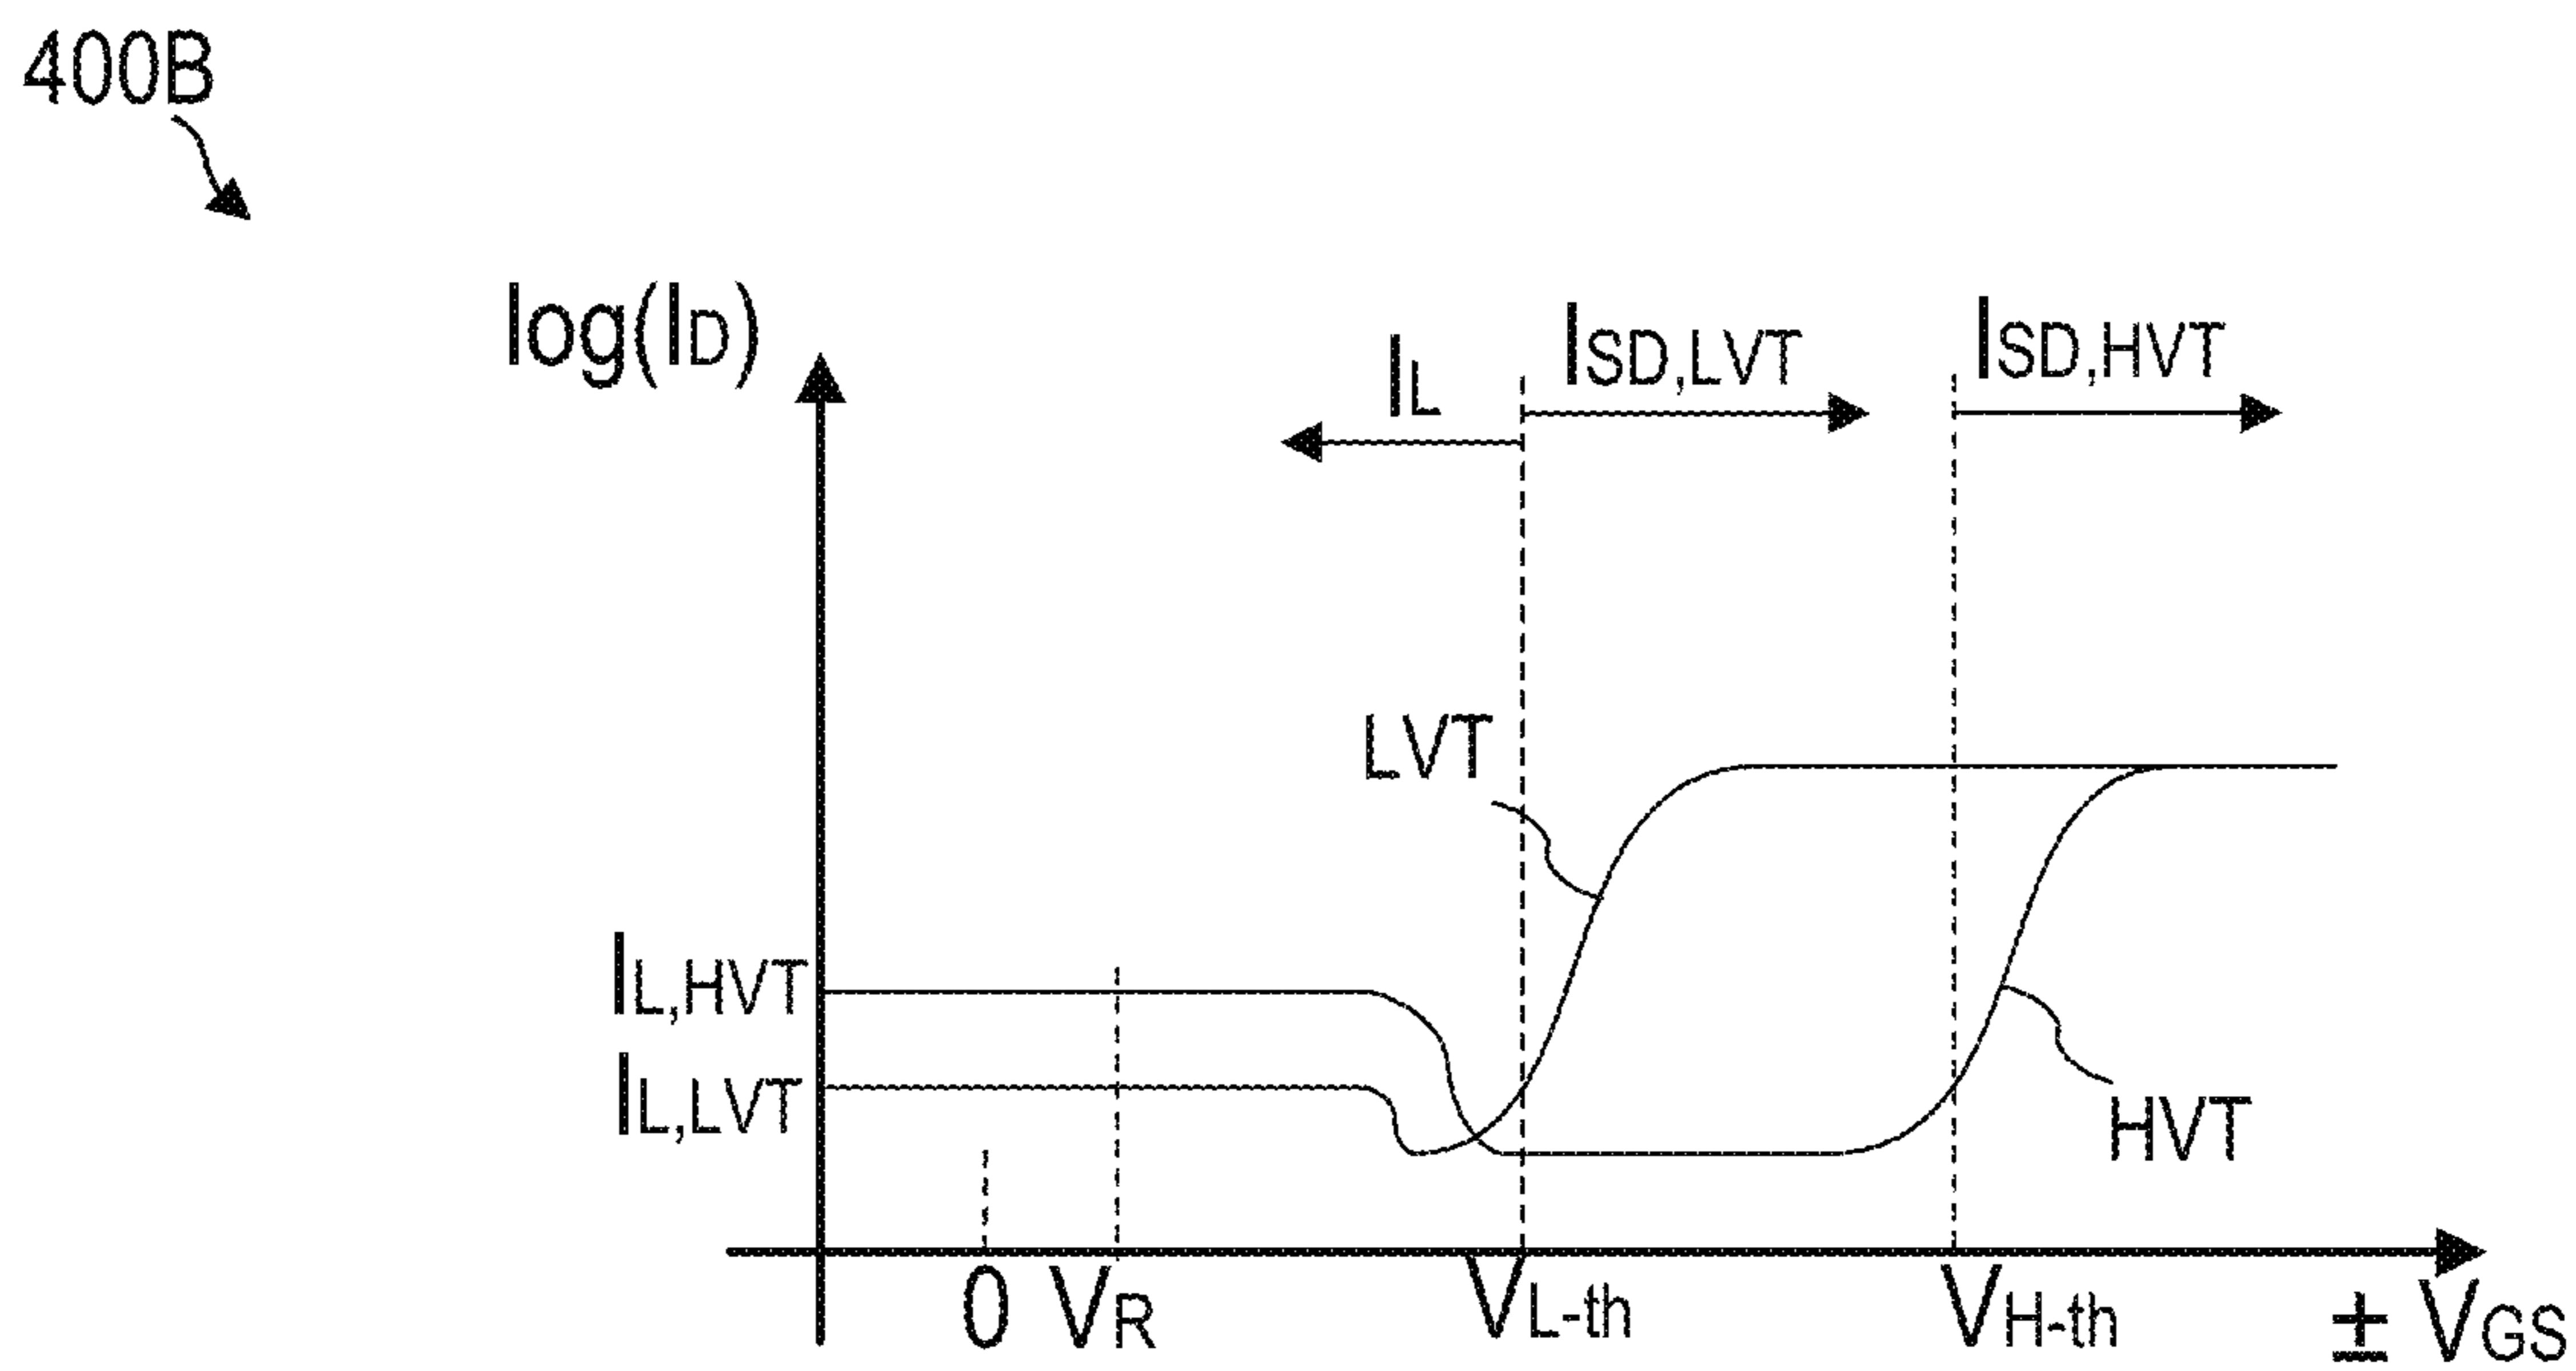 400B
log(ID)
IL
ISD,LVT
ISD,HVT
LVT
IL,HVT
IL,LVT
HVT
0
VR
VL-th
VH-th
± VGS